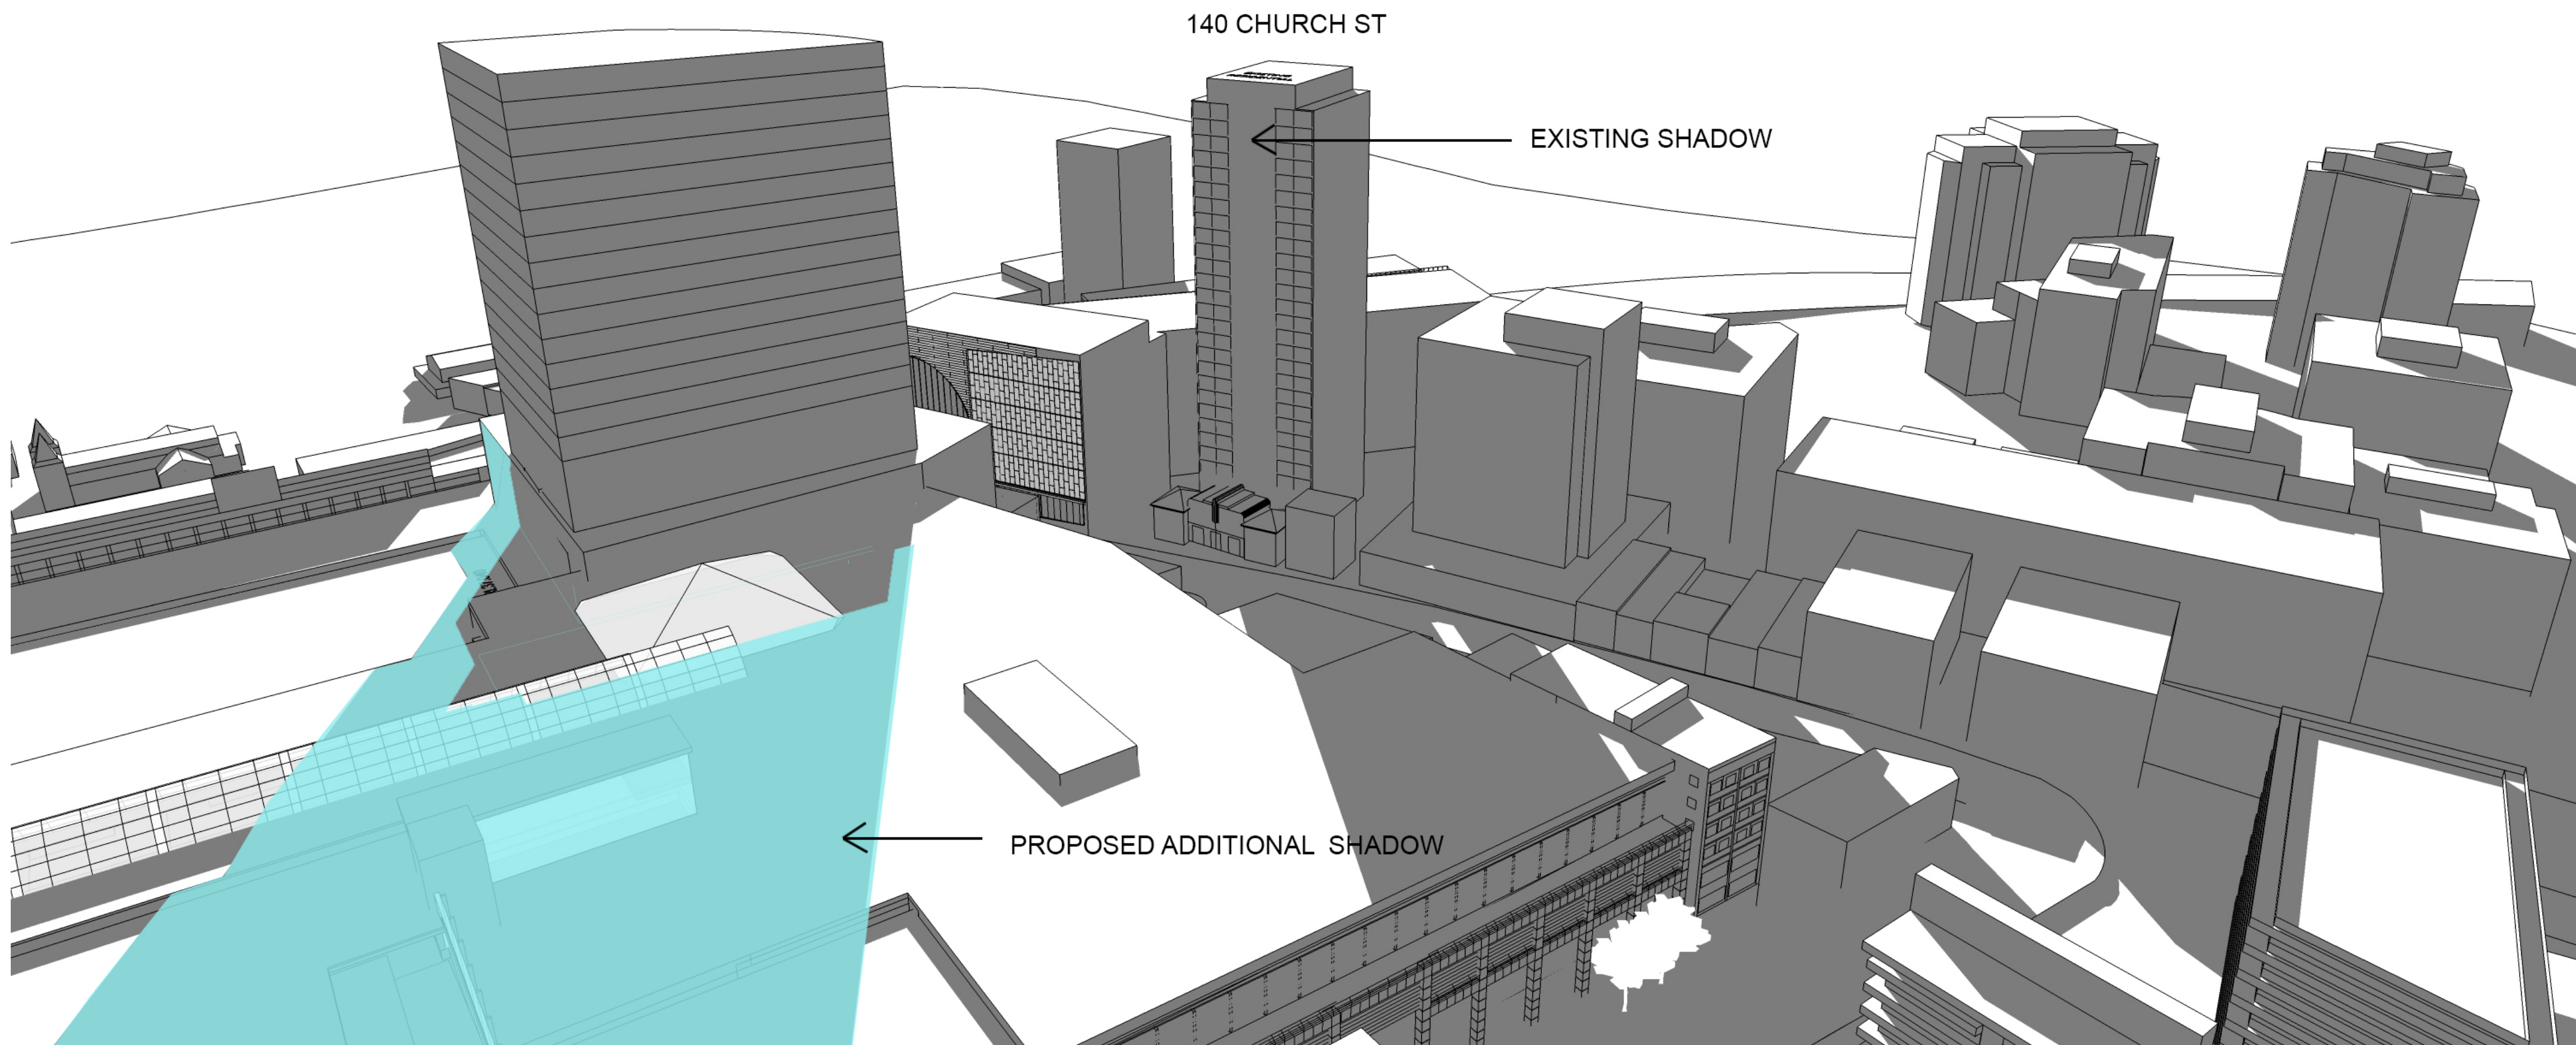 140 CHURCH ST
EXISTING SHADOW
PROPOSED ADDITIONAL SHADOW